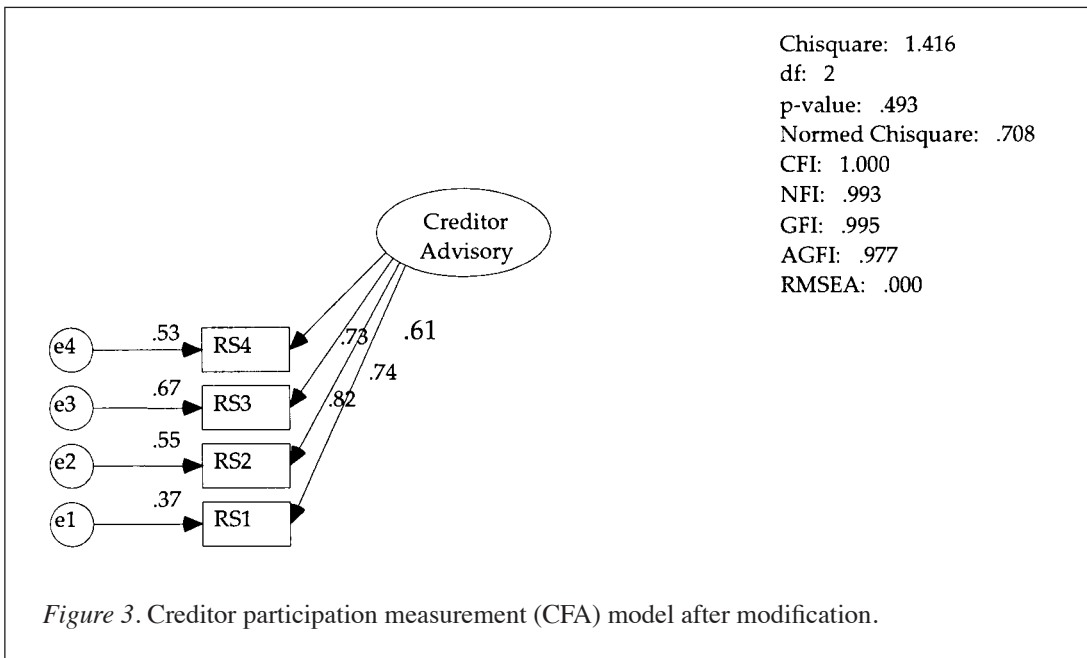 Chisquare: 1.416
df: 2
p-value: .493
Normed Chisquare: .708
CFI: 1.000
NFI: .993
GFI: .995
AGFI: .977
RMSEA: .000
Creditor
Advisory
e4 .53 RS4 .73 .61
e3 .67 RS3 .82 .74
e2 .55 RS2
e1 .37 RS1
Figure 3. Creditor participation measurement (CFA) model after modification.